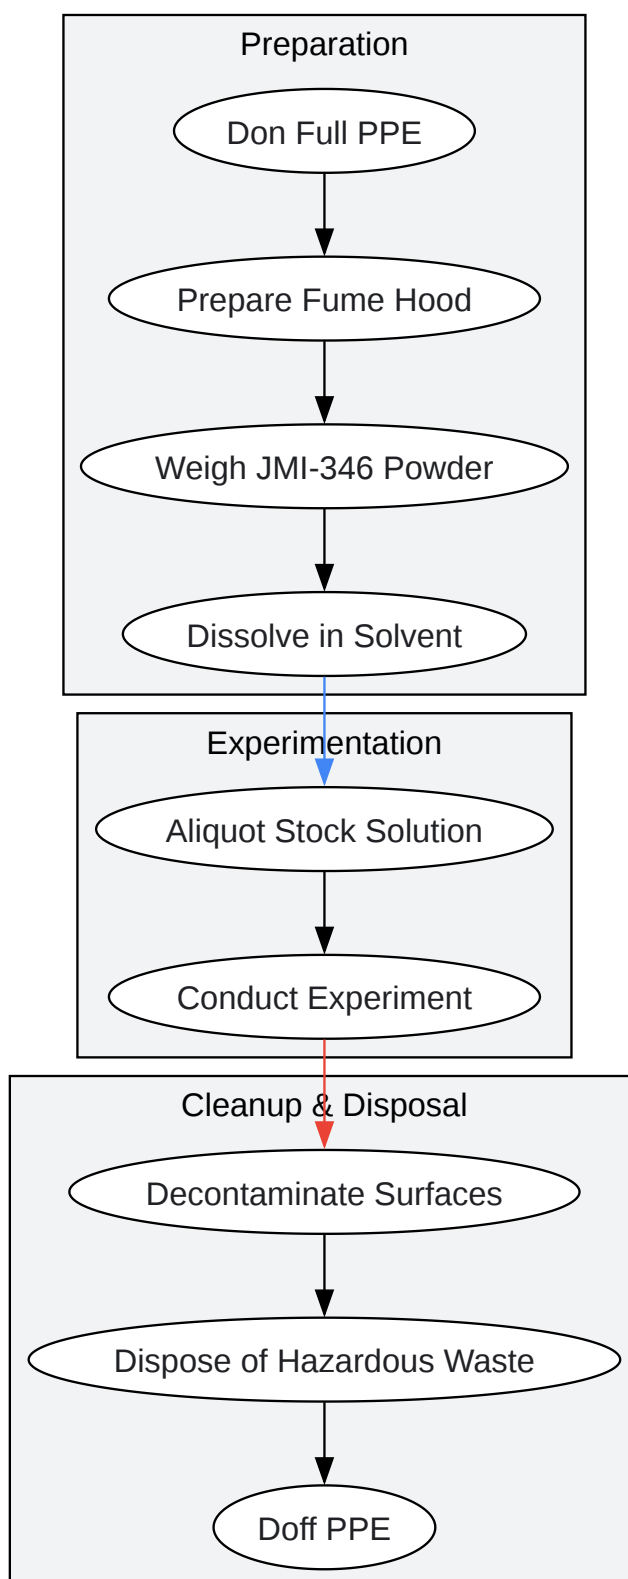 Preparation
Don Full PPE
Prepare Fume Hood
Weigh JMI-346 Powder
Dissolve in Solvent
Experimentation
Aliquot Stock Solution
Conduct Experiment
Cleanup & Disposal
Decontaminate Surfaces
Dispose of Hazardous Waste
Doff PPE